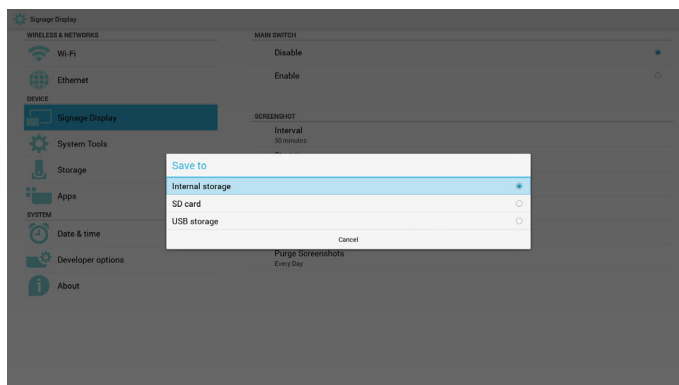 Signage Display
WIRELESS & NETWORKS
Wi-Fi
Ethernet
DEVICE
Signage Display
System Tools
Storage
Apps
SYSTEM
Date & time
Developer options
About
MAIN SWITCH
Disable
Enable
SCREENSHOT
Interval
30 minutes
Save to
Internal storage
SD card
USB storage
Cancel
Purge Screenshots
Every Day